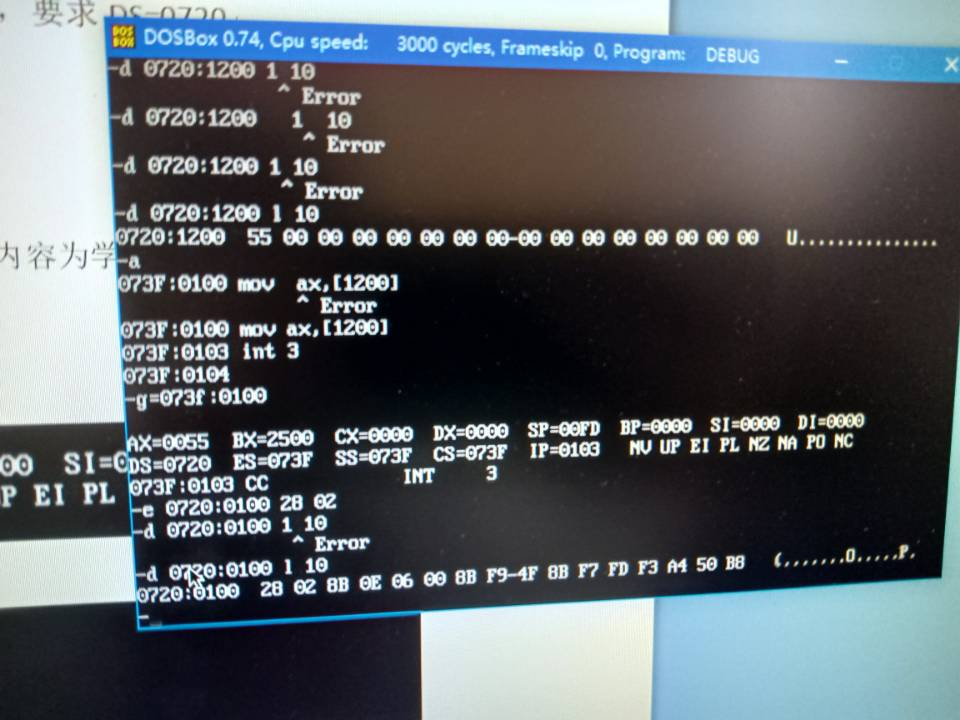 ，要求 DS=0720
DOSBox 0.74, Cpu speed: 3000 cycles, Frameskip 0, Program: DEBUG
-d 0720:1200 1 10
^ Error
-d 0720:1200 1 10
^ Error
-d 0720:1200 1 10
^ Error
-d 0720:1200 l 10
0720:1200 55 00 00 00 00 00 00 00-00 00 00 00 00 00 00 00 U...............
内容为学
-a
073F:0100 mov ax,[1200]
^ Error
073F:0100 mov ax,[1200]
073F:0103 int 3
073F:0104
-g=073f:0100
AX=0055 BX=2500 CX=0000 DX=0000 SP=00FD BP=0000 SI=0000 DI=0000
DS=0720 ES=073F SS=073F CS=073F IP=0103 NV UP EI PL NZ NA PO NC
073F:0103 CC INT 3
00 SI=0
P EI PL
-e 0720:0100 28 02
-d 0720:0100 1 10
^ Error
-d 0720:0100 l 10
0720:0100 28 02 8B 0E 06 00 8B F9-4F 8B F7 FD F3 A4 50 B8 (.......O.....P.
-